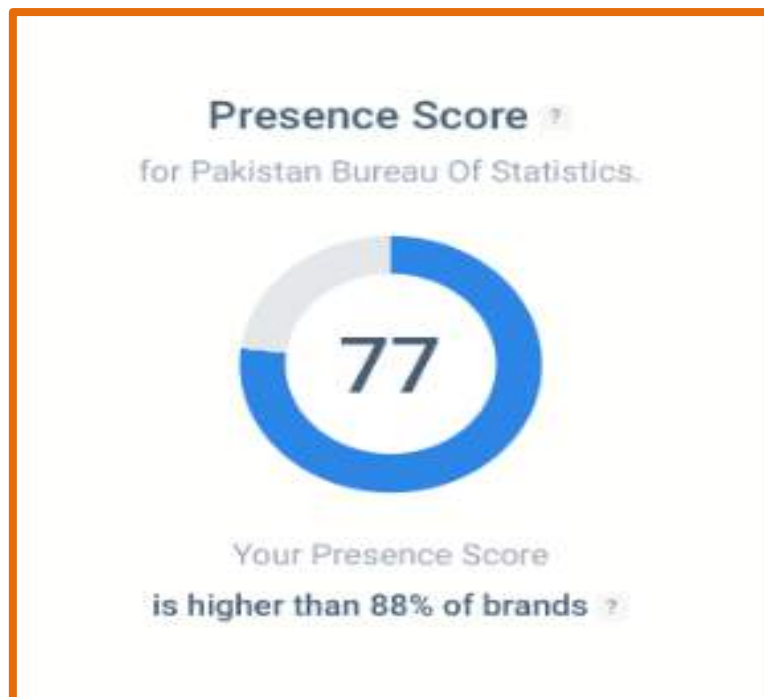 Presence Score ?
for Pakistan Bureau Of Statistics.
77
Your Presence Score
is higher than 88% of brands ?